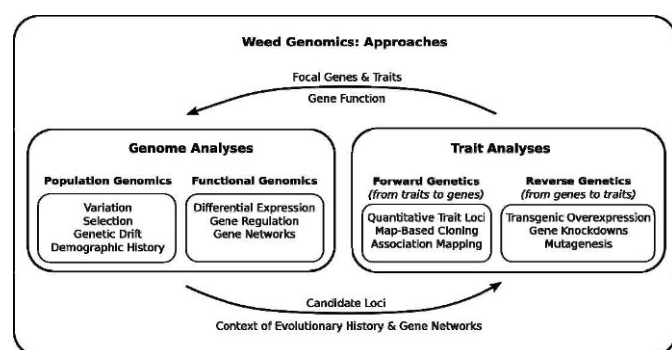 Weed Genomics: Approaches
Focal Genes & Traits
Gene Function
Genome Analyses
Population Genomics
Variation
Selection
Genetic Drift
Demographic History
Functional Genomics
Differential Expression
Gene Regulation
Gene Networks
Trait Analyses
Forward Genetics
(from traits to genes)
Quantitative Trait Loci
Map-Based Cloning
Association Mapping
Reverse Genetics
(from genes to traits)
Transgenic Overexpression
Gene Knockdowns
Mutagenesis
Candidate Loci
Context of Evolutionary History & Gene Networks